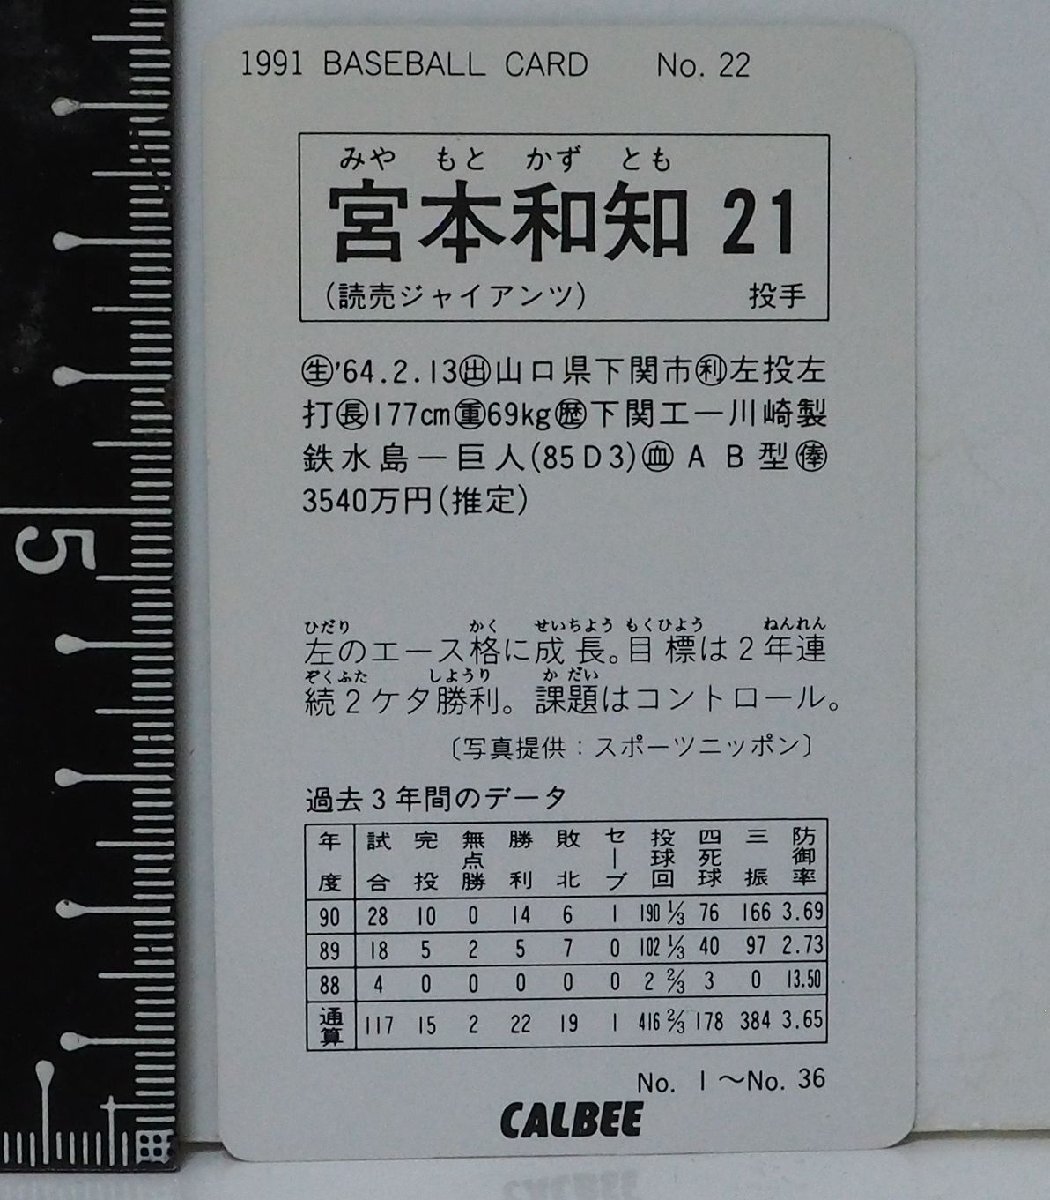 1991 BASEBALL CARD No. 22
みや もと かず とも
宮本和知 21
(読売ジャイアンツ) 投手
㊤'64.2.13㊤山口県下関市㊤左投左
打㊤177cm㊤69kg㊤下関工ー川崎製
鉄水島―巨人(85D3)㊤AB型㊤
3540万円(推定)
ひだり かく せいちょう もくひょう ねんれん
左のエース格に成長。目標は2年連
ぞくふた しょうり かだい
続2ケタ勝利。課題はコントロール。
〔写真提供:スポーツニッポン〕
過去3年間のデータ
年度 試合 完投 無点勝 勝利 敗北 セーブ 投球回 四死球 三振 防御率
90 28 10 0 14 6 1 190 1/3 76 166 3.69
89 18 5 2 5 7 0 102 1/3 40 97 2.73
88 4 0 0 0 0 0 2 2/3 3 0 13.50
通算 117 15 2 22 19 1 416 2/3 178 384 3.65
No. 1～No. 36
CALBEE
5